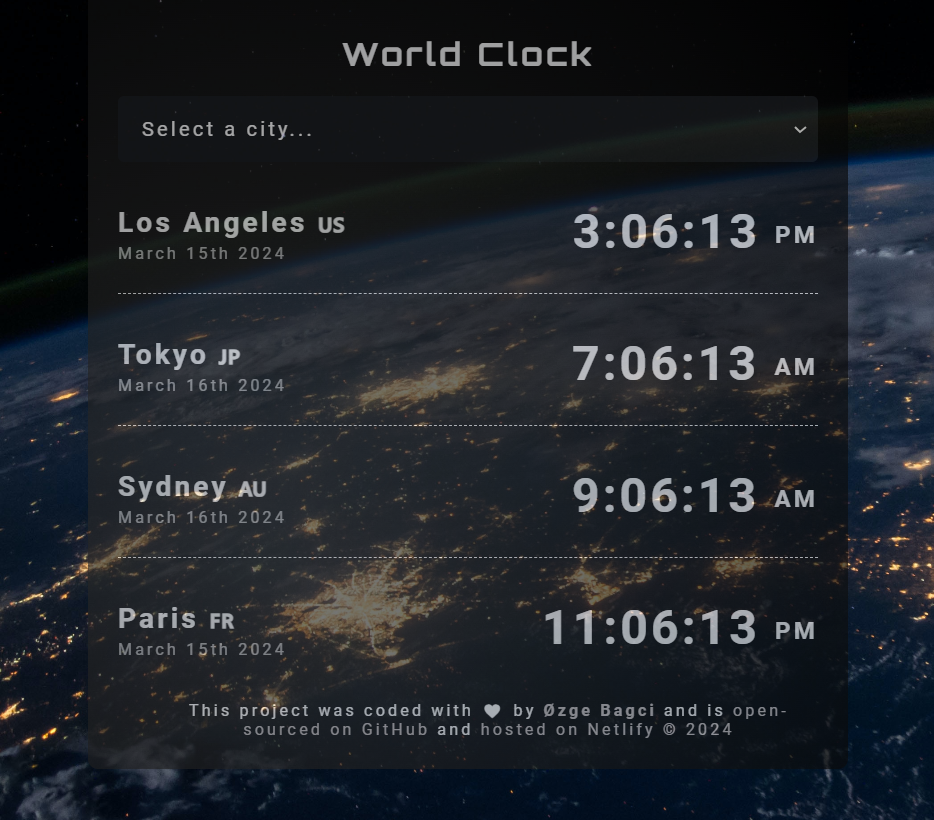 World Clock
Select a city...
Los Angeles US
3:06:13 PM
March 15th 2024
Tokyo JP
7:06:13 AM
March 16th 2024
Sydney AU
9:06:13 AM
March 16th 2024
Paris FR
11:06:13 PM
March 15th 2024
This project was coded with ♥ by Øzge Bagci and is open-
sourced on GitHub and hosted on Netlify © 2024